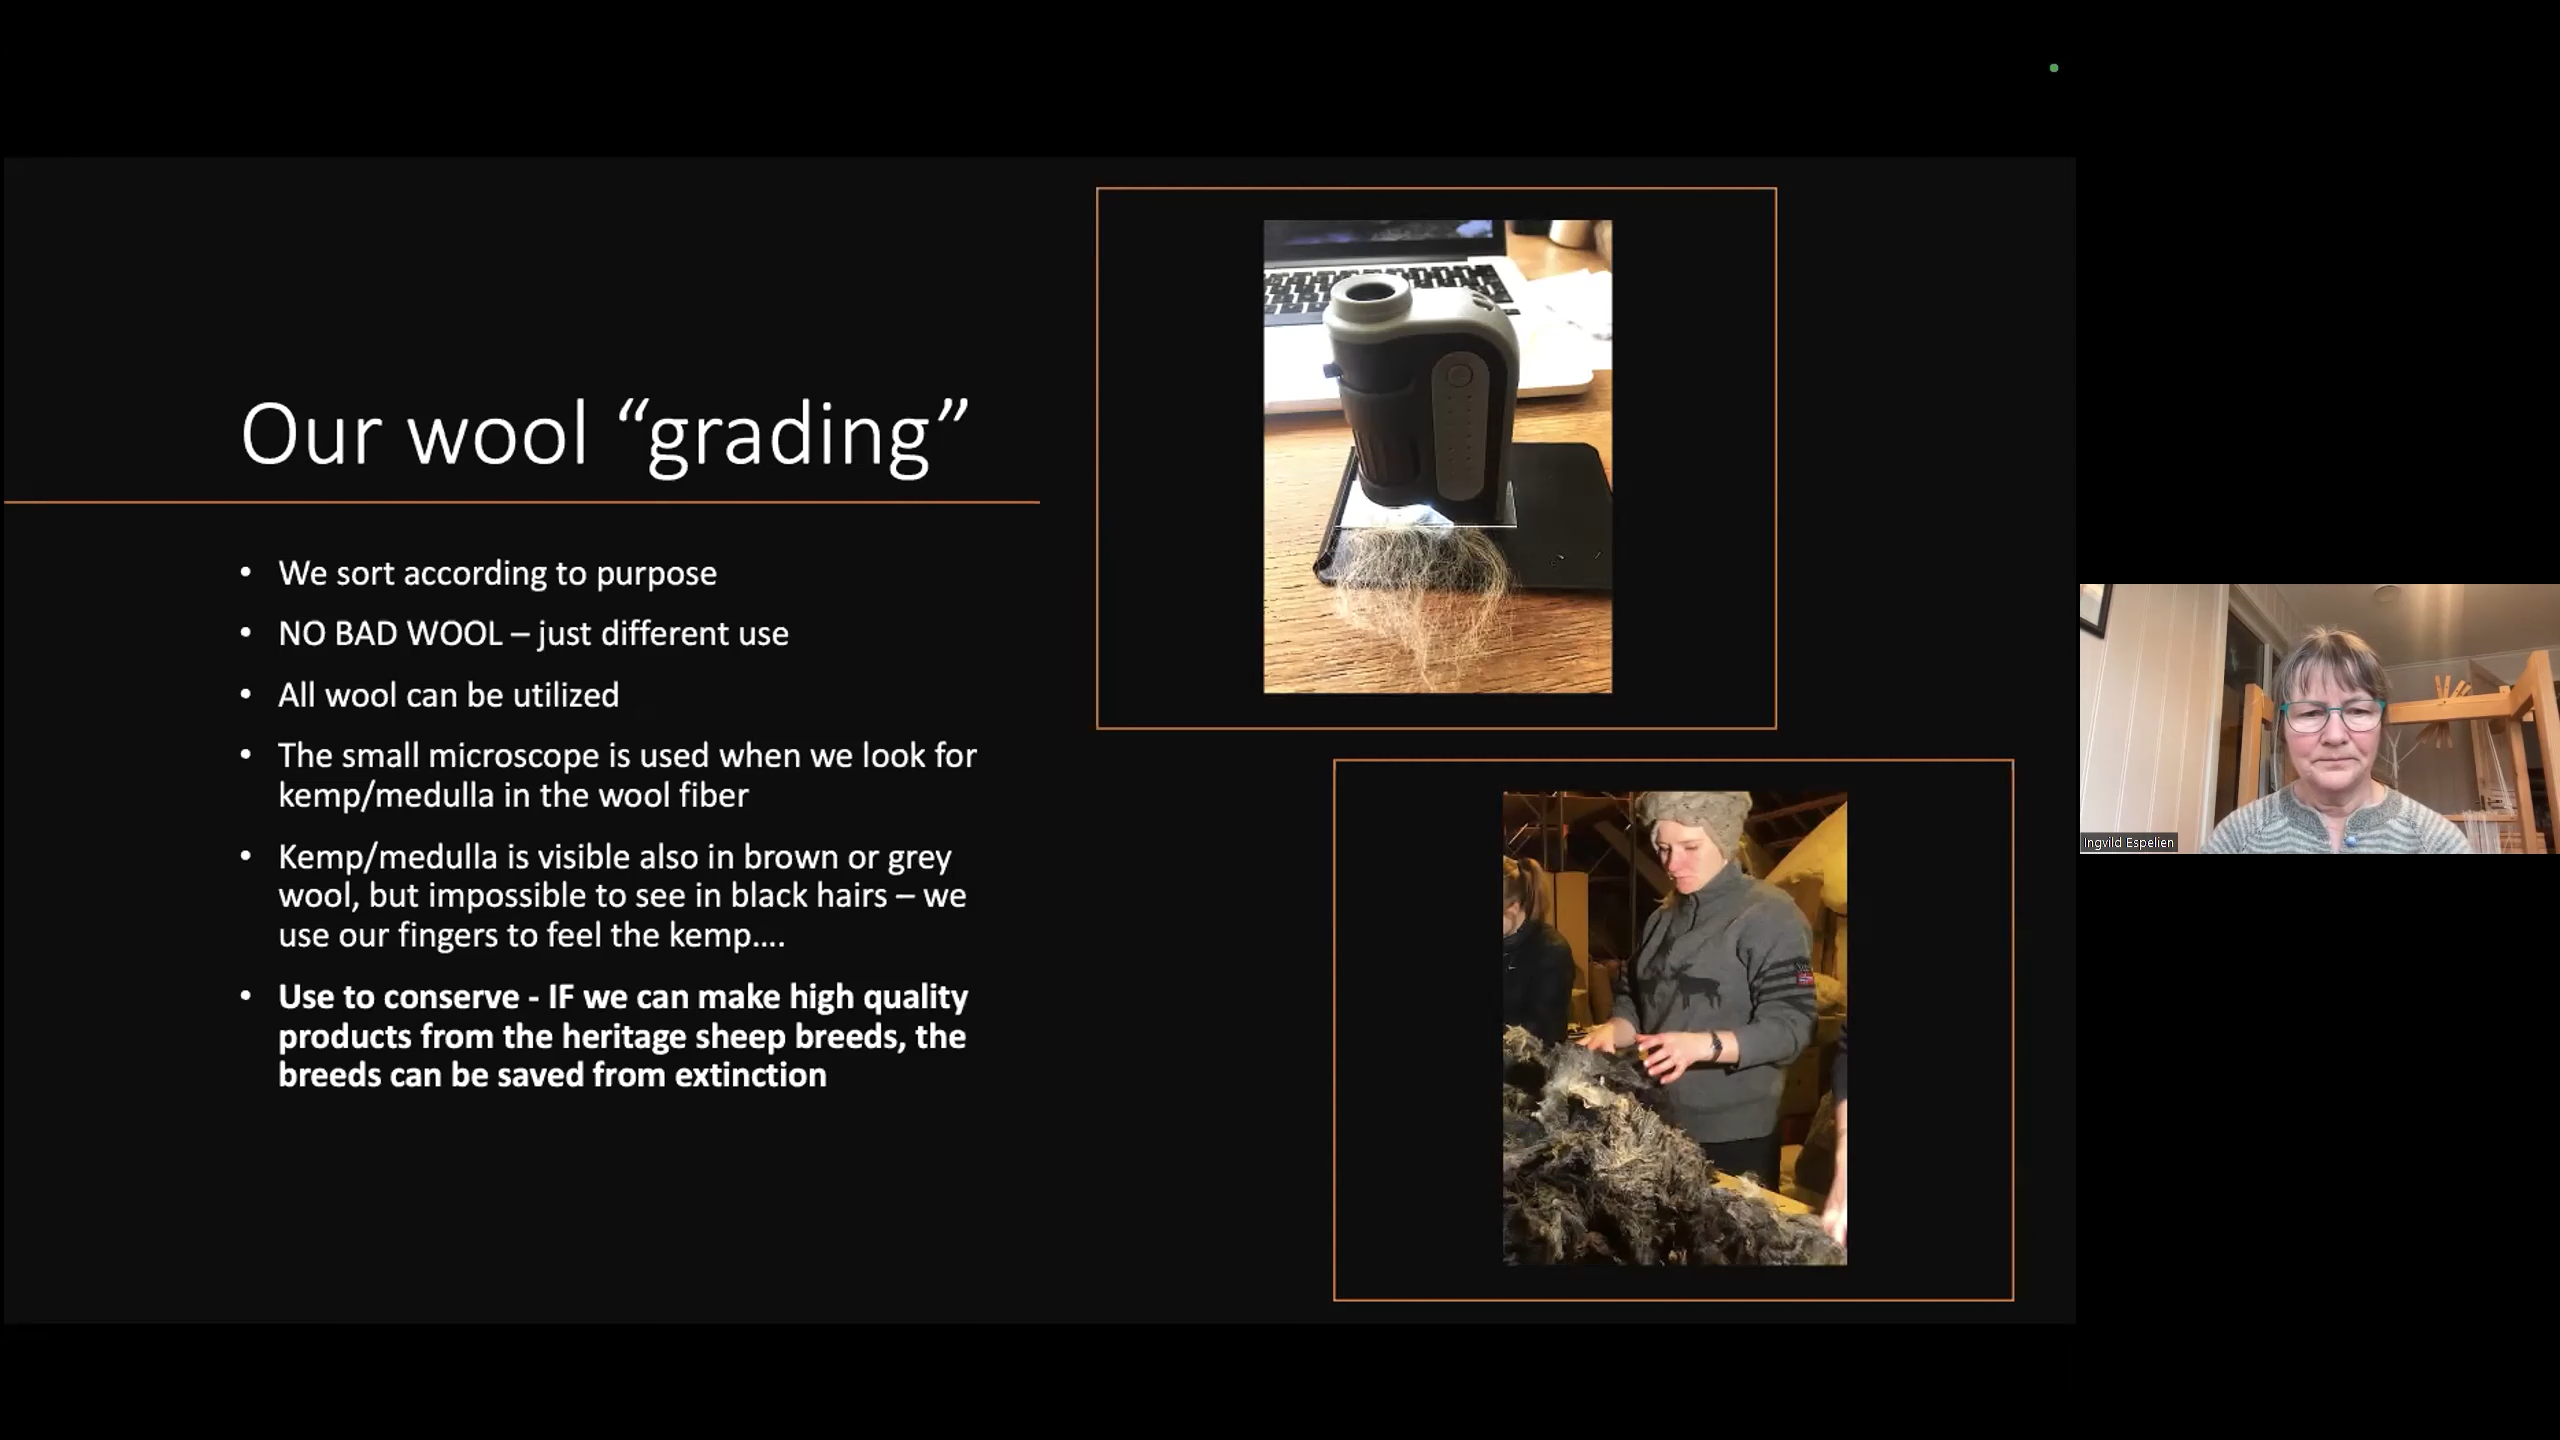 Our wool “grading”
• We sort according to purpose
• NO BAD WOOL – just different use
• All wool can be utilized
• The small microscope is used when we look for
kemp/medulla in the wool fiber
• Kemp/medulla is visible also in brown or grey
wool, but impossible to see in black hairs – we
use our fingers to feel the kemp....
• Use to conserve - IF we can make high quality
products from the heritage sheep breeds, the
breeds can be saved from extinction
Ingvild Espelien